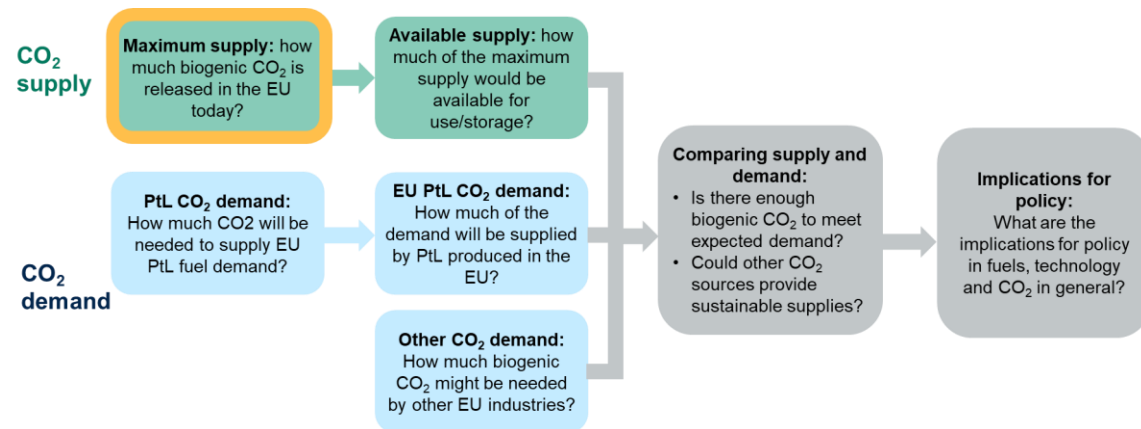 CO₂
supply
Maximum supply: how
much biogenic CO₂ is
released in the EU
today?
Available supply: how
much of the maximum
supply would be
available for
use/storage?
CO₂
demand
PtL CO₂ demand:
How much CO2 will be
needed to supply EU
PtL fuel demand?
EU PtL CO₂ demand:
How much of the
demand will be supplied
by PtL produced in the
EU?
Other CO₂ demand:
How much biogenic
CO₂ might be needed
by other EU industries?
Comparing supply and
demand:
• Is there enough
biogenic CO₂ to meet
expected demand?
• Could other CO₂
sources provide
sustainable supplies?
Implications for
policy:
What are the
implications for policy
in fuels, technology
and CO₂ in general?